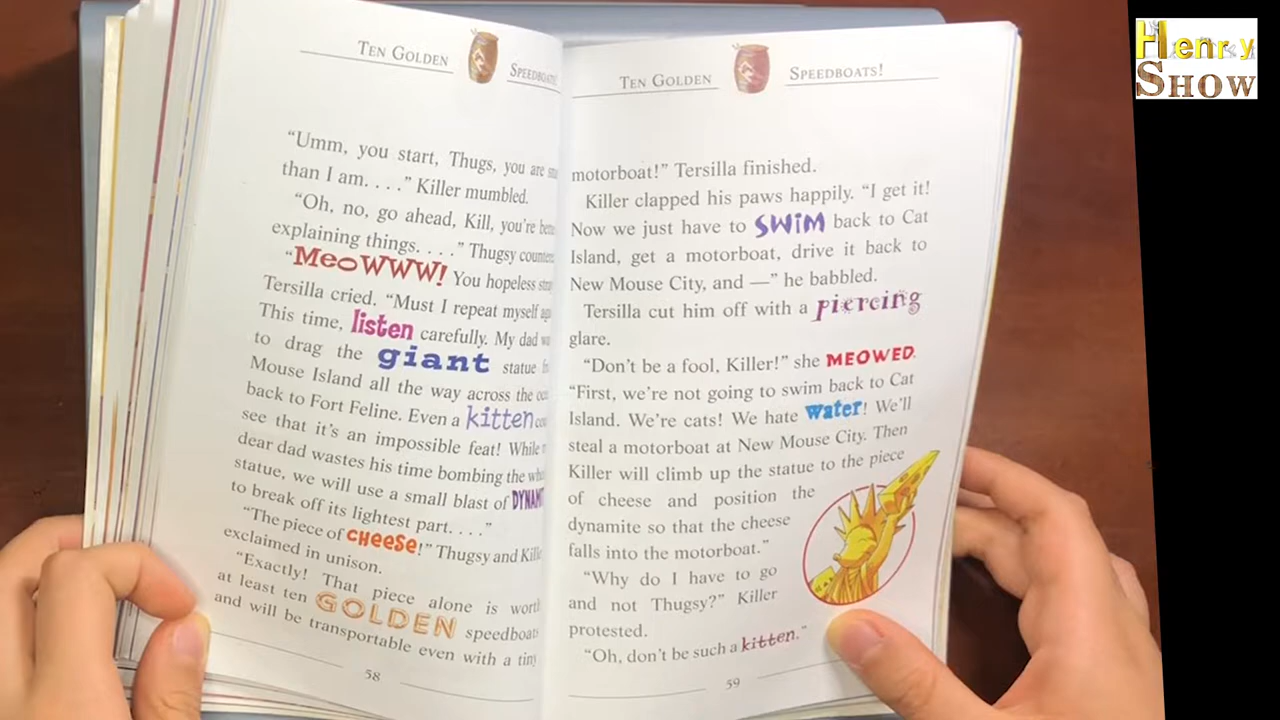 Henry
SHOW
TEN GOLDEN SPEEDBOATS!
"Umm, you start, Thugs, you are
than I am. . . ." Killer mumbled.
"Oh, no, go ahead, Kill, you're
explaining things. . . ." Thugsy
"MeoWWW! You hopeless
Tersilla cried. "Must I repeat myself
This time, listen carefully. My dad
to drag the giant statue
Mouse Island all the way across the
back to Fort Feline. Even a kitten
see that it's an impossible feat! While
dear dad wastes his time bombing the
statue, we will use a small blast of
to break off its lightest part. . . ."
"The piece of CHEESE!" Thugsy and
exclaimed in unison.
"Exactly! That piece alone is
at least ten GOLDEN
and will be transportable even with a tiny
58
TEN GOLDEN SPEEDBOATS!
motorboat!" Tersilla finished.
Killer clapped his paws happily. "I get it!
Now we just have to SWiM back to Cat
Island, get a motorboat, drive it back to
New Mouse City, and —" he babbled.
Tersilla cut him off with a piercing
glare.
"Don't be a fool, Killer!" she MEOWED.
"First, we're not going to swim back to Cat
Island. We're cats! We hate water! We'll
steal a motorboat at New Mouse City. Then
Killer will climb up the statue to the piece
of cheese and position the
dynamite so that the cheese
falls into the motorboat."
"Why do I have to go
and not Thugsy?" Killer
protested.
"Oh, don't be such a kitten."
59